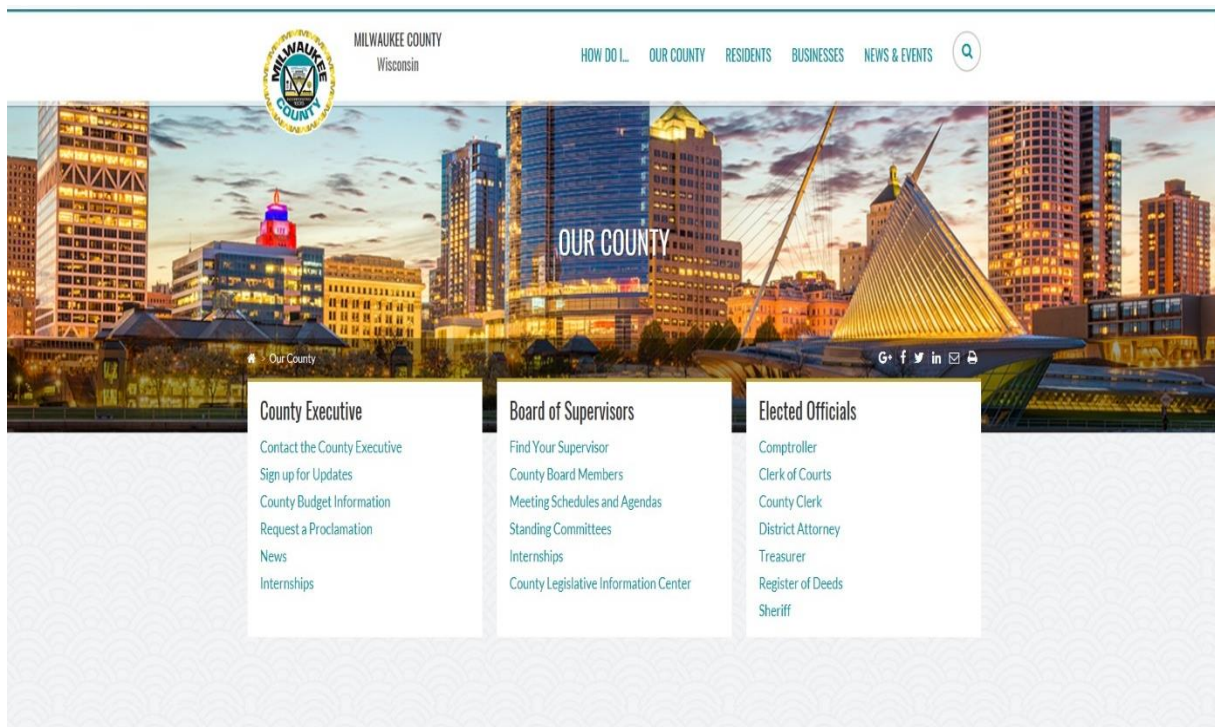 MILWAUKEE
COUNTY
MILWAUKEE COUNTY
Wisconsin
HOW DO I... OUR COUNTY RESIDENTS BUSINESSES NEWS & EVENTS
OUR COUNTY
> Our County
G+ f in
County Executive
Contact the County Executive
Sign up for Updates
County Budget Information
Request a Proclamation
News
Internships
Board of Supervisors
Find Your Supervisor
County Board Members
Meeting Schedules and Agendas
Standing Committees
Internships
County Legislative Information Center
Elected Officials
Comptroller
Clerk of Courts
County Clerk
District Attorney
Treasurer
Register of Deeds
Sheriff